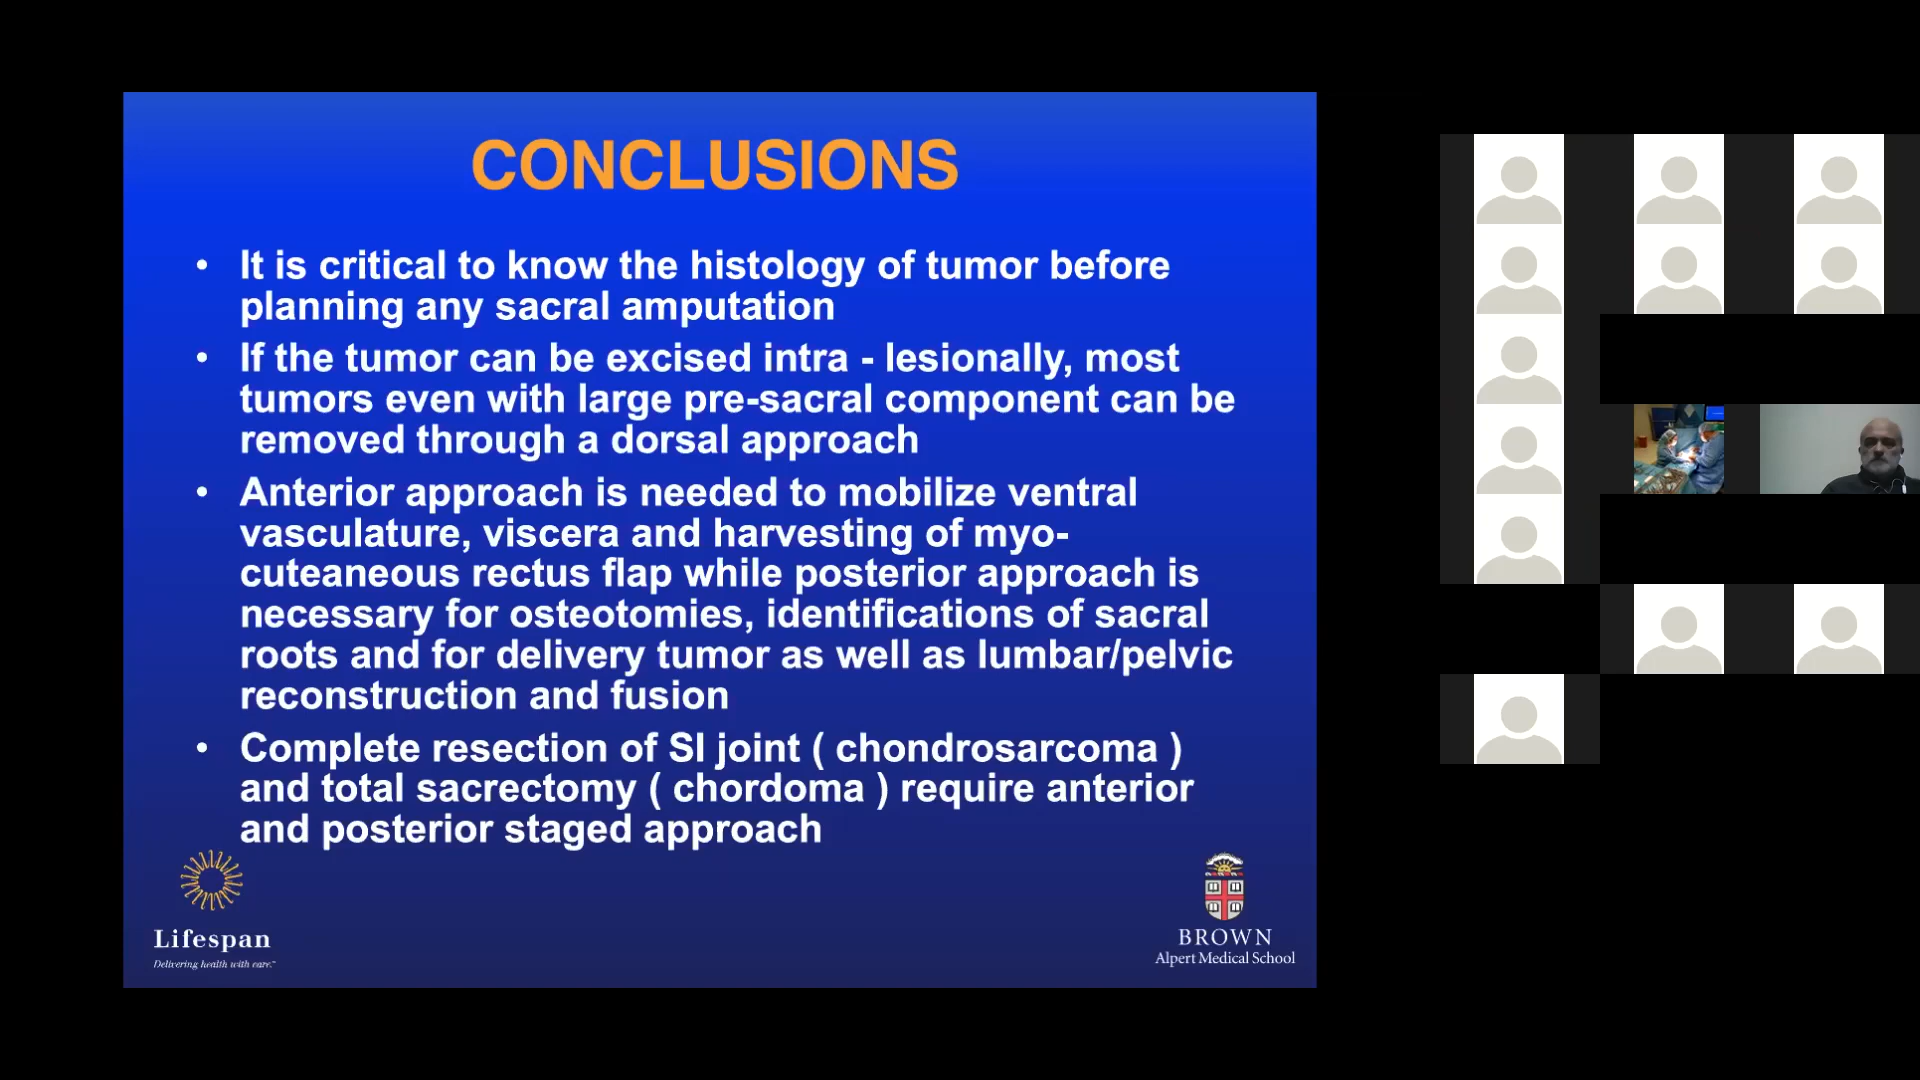 CONCLUSIONS
• It is critical to know the histology of tumor before
planning any sacral amputation
• If the tumor can be excised intra - lesionally, most
tumors even with large pre-sacral component can be
removed through a dorsal approach
• Anterior approach is needed to mobilize ventral
vasculature, viscera and harvesting of myo-
cuteaneous rectus flap while posterior approach is
necessary for osteotomies, identifications of sacral
roots and for delivery tumor as well as lumbar/pelvic
reconstruction and fusion
• Complete resection of SI joint ( chondrosarcoma )
and total sacrectomy ( chordoma ) require anterior
and posterior staged approach
Lifespan
Delivering health with care.™
BROWN
Alpert Medical School